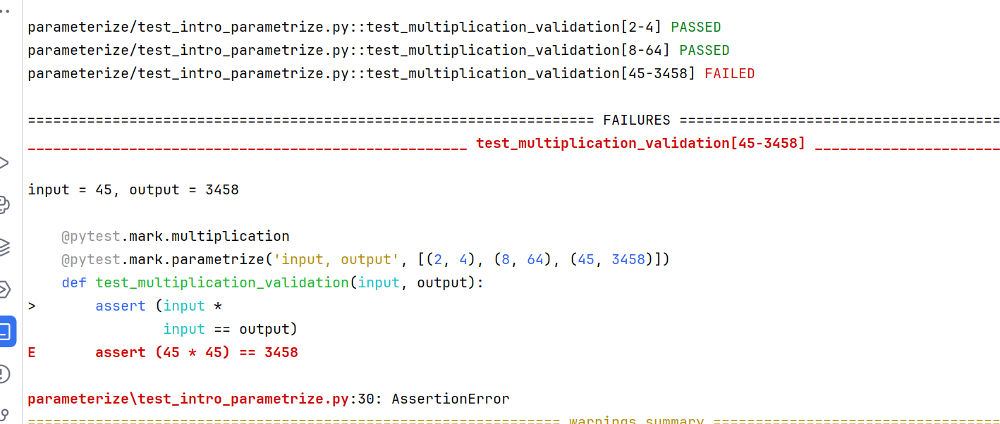 parameterize/test_intro_parametrize.py::test_multiplication_validation[2-4] PASSED
parameterize/test_intro_parametrize.py::test_multiplication_validation[8-64] PASSED
parameterize/test_intro_parametrize.py::test_multiplication_validation[45-3458] FAILED
=================================================================== FAILURES ======================================
____________________________________________________ test_multiplication_validation[45-3458] ______________________
input = 45, output = 3458
    @pytest.mark.multiplication
    @pytest.mark.parametrize('input, output', [(2, 4), (8, 64), (45, 3458)])
    def test_multiplication_validation(input, output):
>       assert (input *
                input == output)
E       assert (45 * 45) == 3458
parameterize\test_intro_parametrize.py:30: AssertionError
=============================================================== warnings summary ==================================